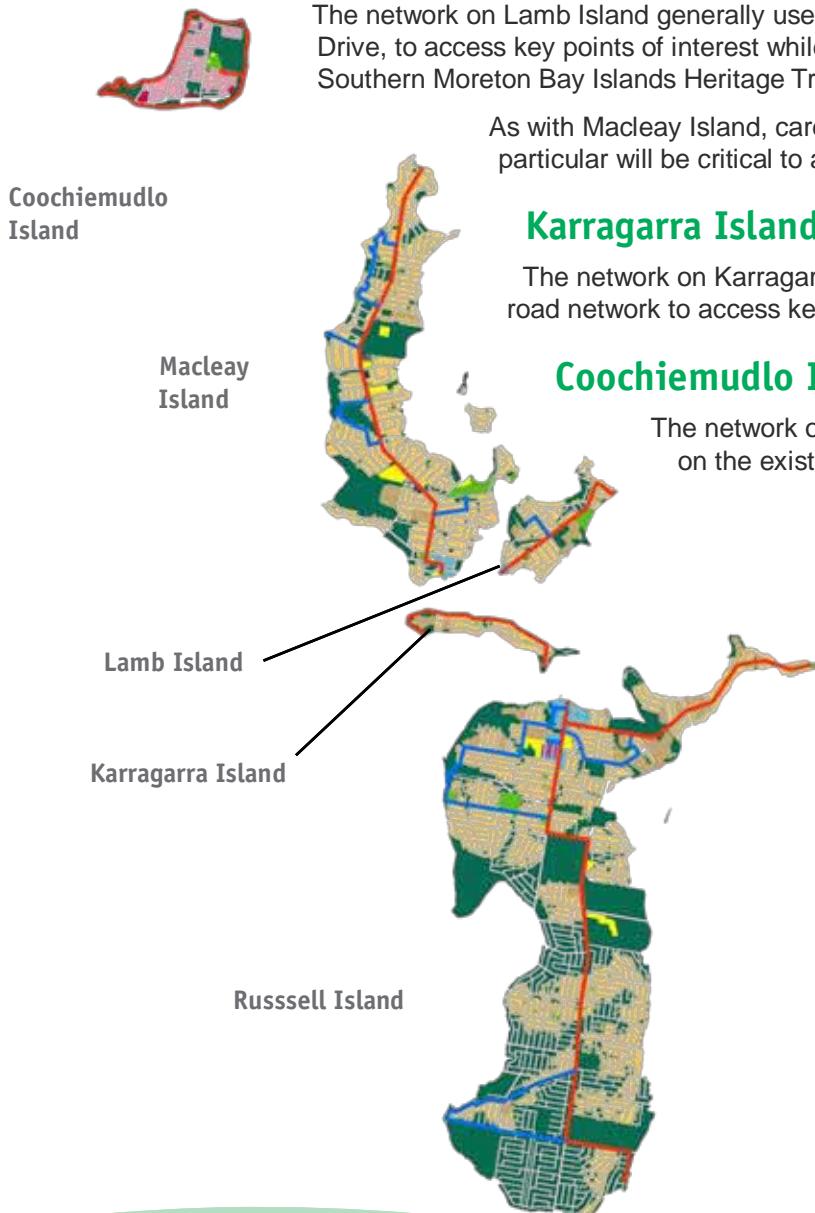 The network on Lamb Island generally use
Drive, to access key points of interest while
Southern Moreton Bay Islands Heritage Tr
As with Macleay Island, car
particular will be critical to a
Coochiemudlo
Island
Karragarra Island
The network on Karragar
road network to access ke
Macleay
Island
Coochiemudlo I
The network o
on the exist
Lamb Island
Karragarra Island
Russsell Island